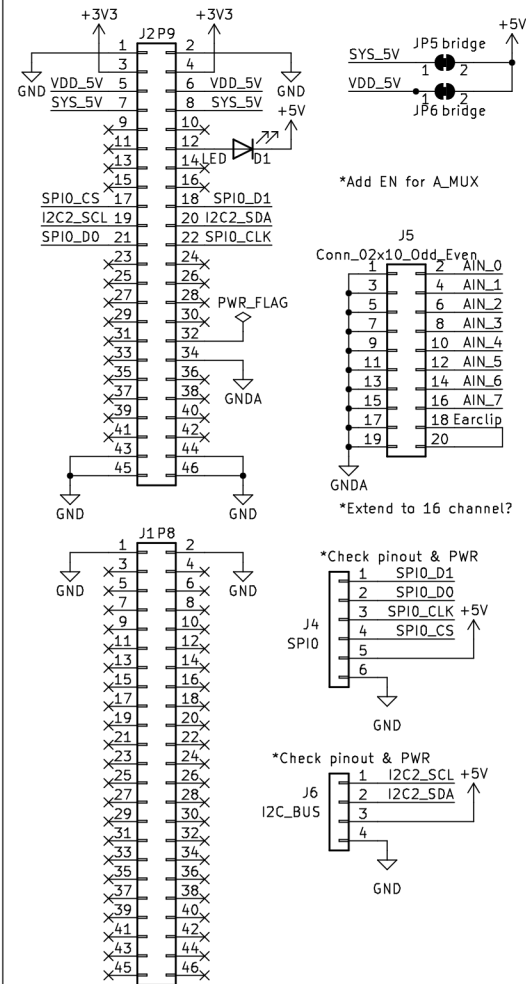 +3V3 +3V3
J2P9
1 2
3 4
GND VDD_5V 5 6 VDD_5V GND
SYS_5V 7 8 SYS_5V
+5V
9 10
11 12
LED D1
13 14
15 16
SPI0_CS 17 18 SPI0_D1
I2C2_SCL 19 20 I2C2_SDA
SPI0_D0 21 22 SPI0_CLK
23 24
25 26
27 28
PWR_FLAG
29 30
31 32
33 34
35 36
GNDA
37 38
39 40
41 42
43 44
45 46
GND GND
J1P8
1 2
3 4
GND 5 6 GND
7 8
9 10
11 12
13 14
15 16
17 18
19 20
21 22
23 24
25 26
27 28
29 30
31 32
33 34
35 36
37 38
39 40
41 42
43 44
45 46
+5V
SYS_5V JP5 bridge
1 2
VDD_5V
1 2
JP6 bridge
*Add EN for A_MUX
J5
Conn_02x10_Odd_Even
1 2 AIN_0
3 4 AIN_1
5 6 AIN_2
7 8 AIN_3
9 10 AIN_4
11 12 AIN_5
13 14 AIN_6
15 16 AIN_7
17 18 Earclip
19 20
GNDA
*Extend to 16 channel?
*Check pinout & PWR
1 SPI0_D1
2 SPI0_D0
J4 3 SPI0_CLK +5V
SPI0 4 SPI0_CS
5
6
GND
*Check pinout & PWR
1 I2C2_SCL +5V
J6 2 I2C2_SDA
I2C_BUS 3
4
GND